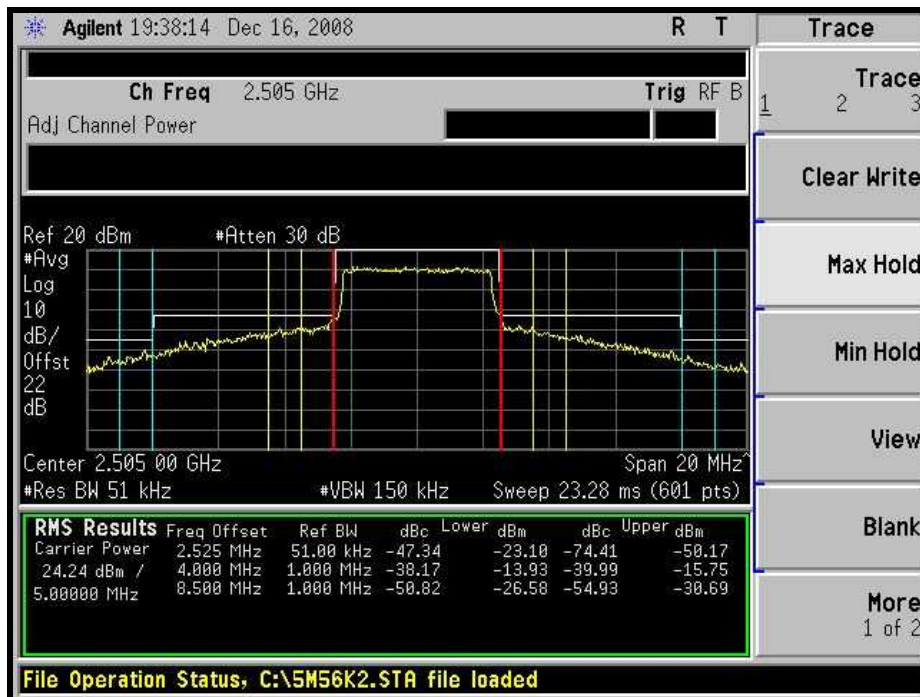 Agilent 19:38:14 Dec 16, 2008 R T
Ch Freq 2.505 GHz Trig RF B
Adj Channel Power
Ref 20 dBm #Atten 30 dB
#Avg
Log
10
dB/
Offst
22
dB
Center 2.505 00 GHz Span 20 MHz^
#Res BW 51 kHz #VBW 150 kHz Sweep 23.28 ms (601 pts)
RMS Results Freq Offset Ref BW dBc Lower dBm dBc Upper dBm
Carrier Power 2.525 MHz 51.00 kHz -47.34 -23.10 -74.41 -50.17
24.24 dBm / 4.000 MHz 1.000 MHz -38.17 -13.93 -39.99 -15.75
5.00000 MHz 8.500 MHz 1.000 MHz -50.82 -26.58 -54.93 -30.69
File Operation Status, C:\5M56K2.STA file loaded
Trace
Trace
1 2 3
Clear Write
Max Hold
Min Hold
View
Blank
More
1 of 2